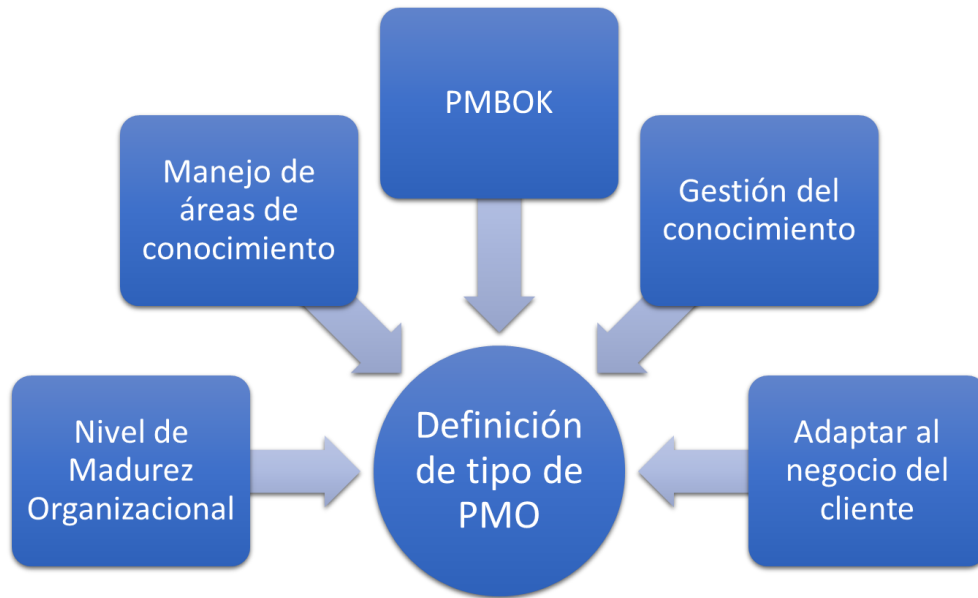 PMBOK
Manejo de
áreas de
conocimiento
Gestión del
conocimiento
Nivel de
Madurez
Organizacional
Definición
de tipo de
PMO
Adaptar al
negocio del
cliente